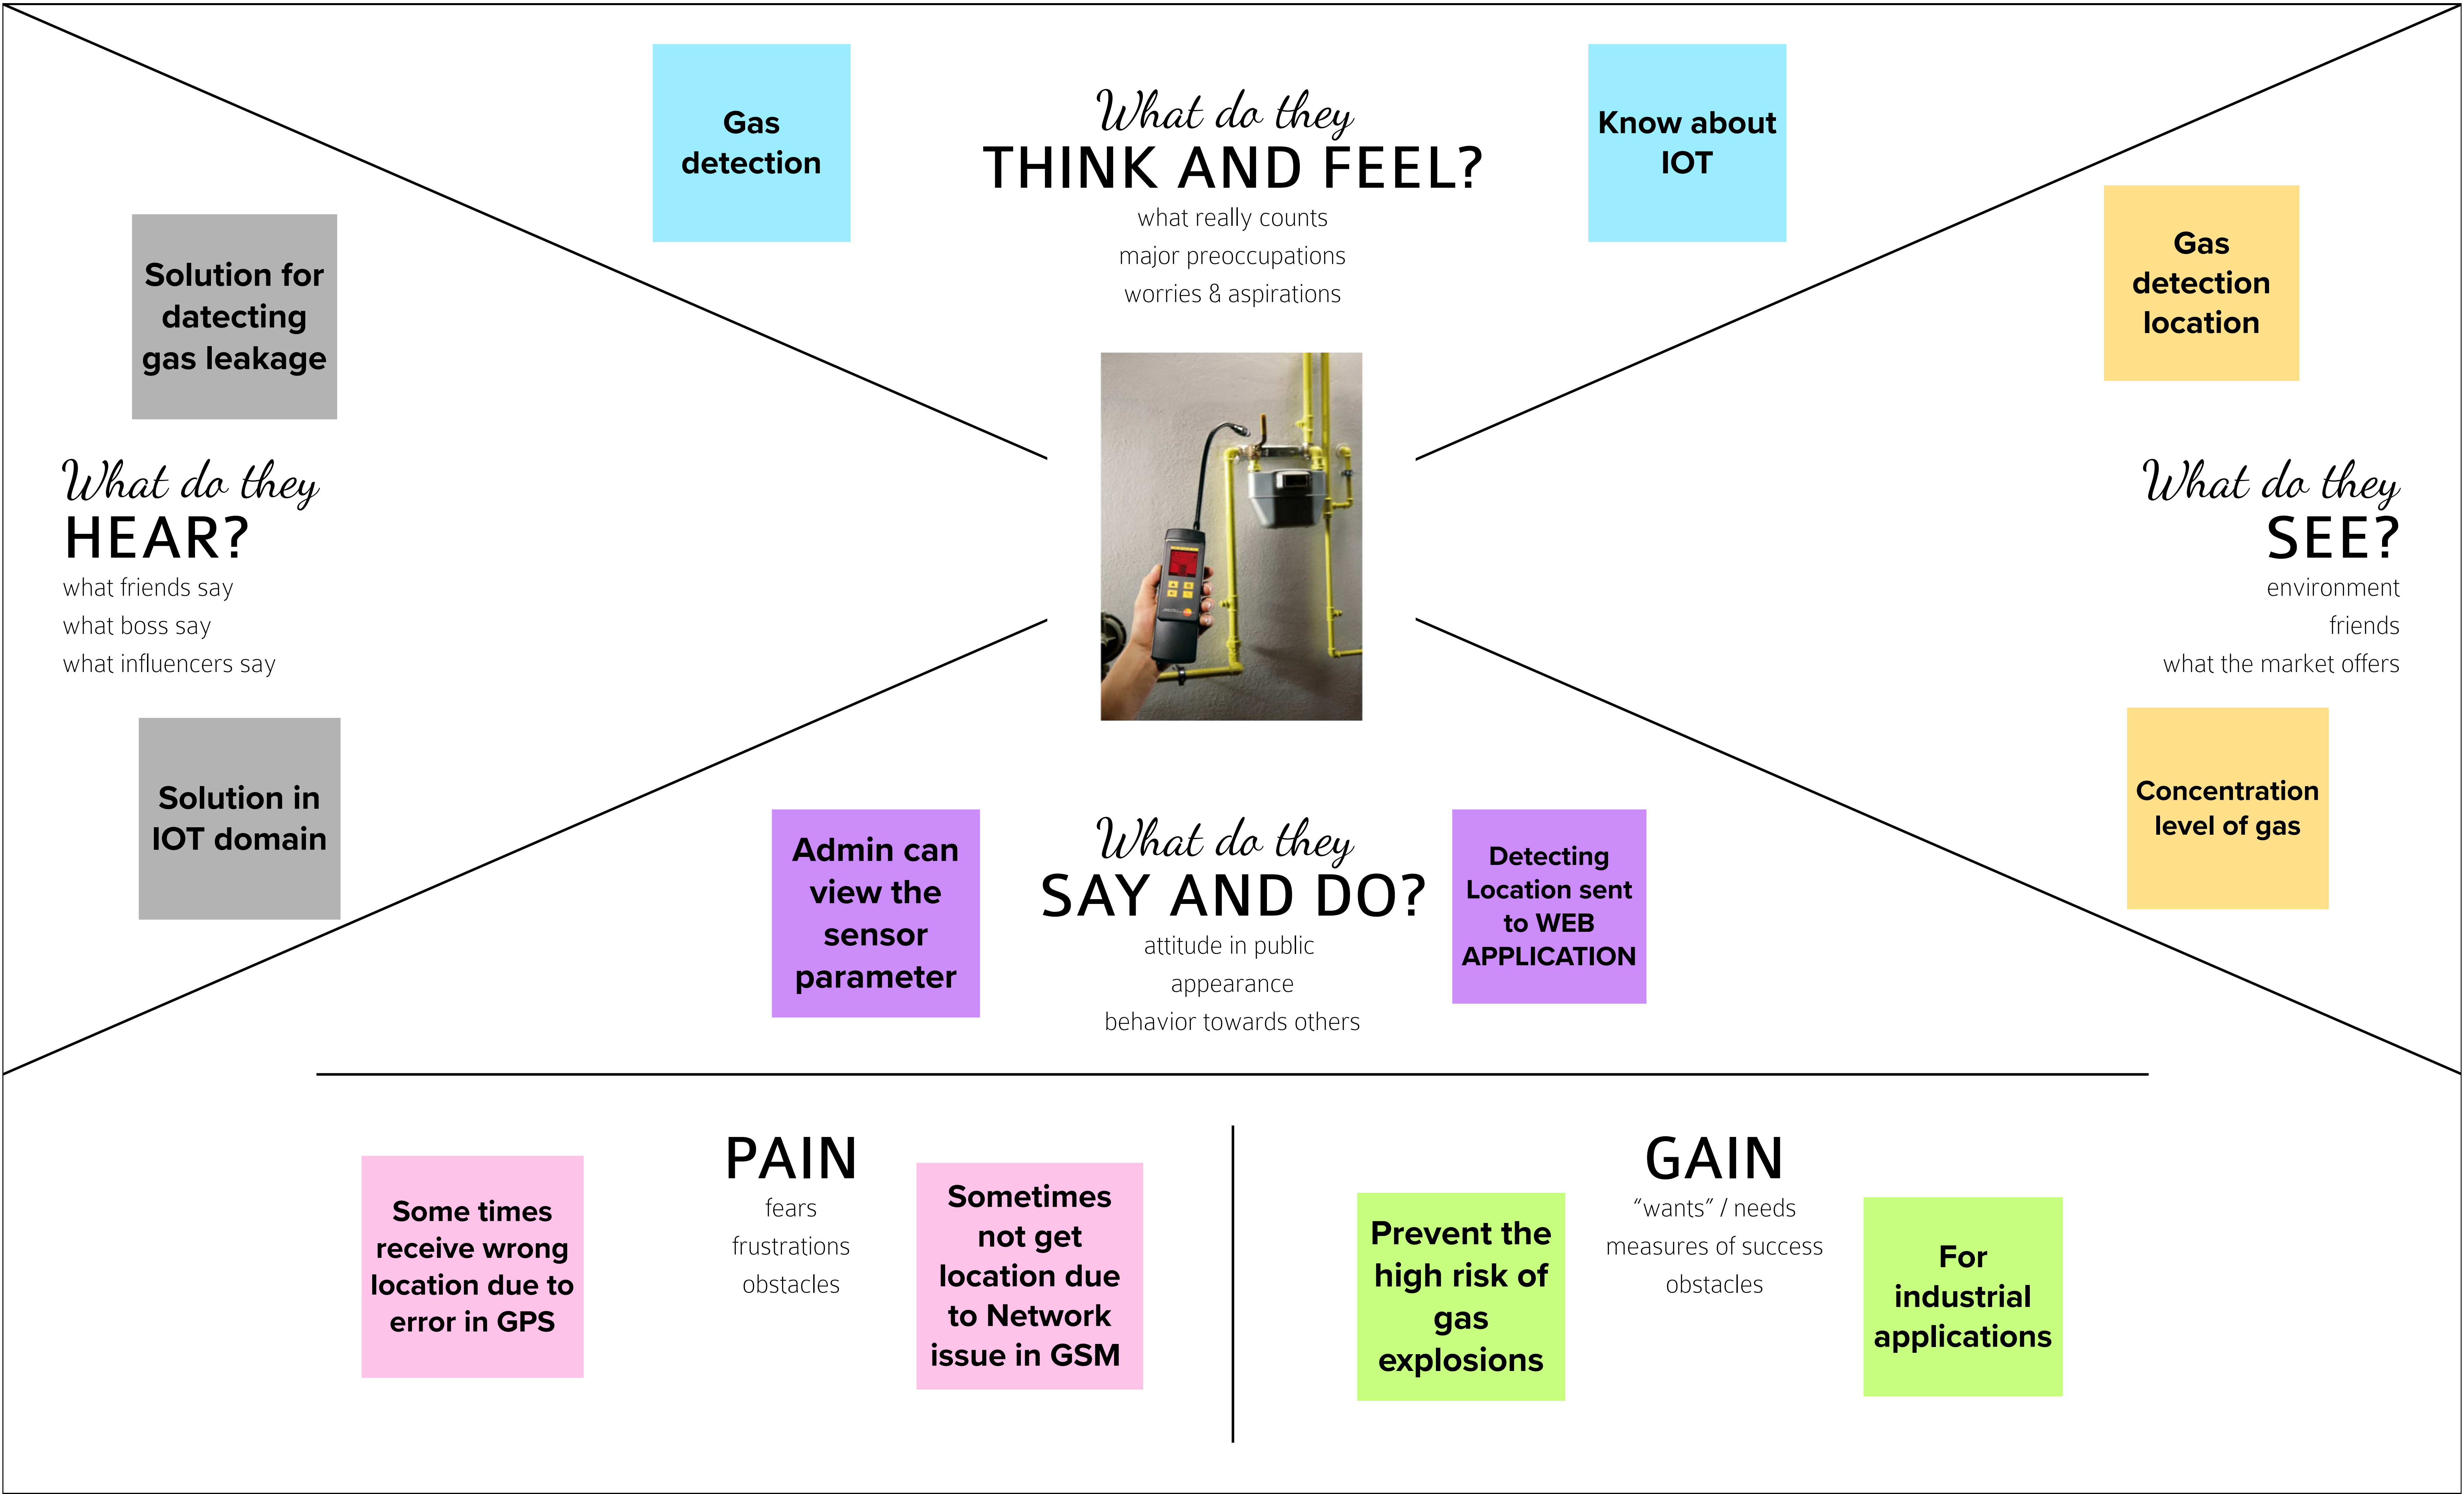 Gas
detection
What do they
THINK AND FEEL?
what really counts
major preoccupations
worries & aspirations
Know about
IOT
Solution for
datecting
gas leakage
What do they
HEAR?
what friends say
what boss say
what influencers say
Solution in
IOT domain
Gas
detection
location
What do they
SEE?
environment
friends
what the market offers
Concentration
level of gas
Admin can
view the
sensor
parameter
What do they
SAY AND DO?
attitude in public
appearance
behavior towards others
Detecting
Location sent
to WEB
APPLICATION
Some times
receive wrong
location due to
error in GPS
PAIN
fears
frustrations
obstacles
Sometimes
not get
location due
to Network
issue in GSM
Prevent the
high risk of
gas
explosions
GAIN
“wants” / needs
measures of success
obstacles
For
industrial
applications